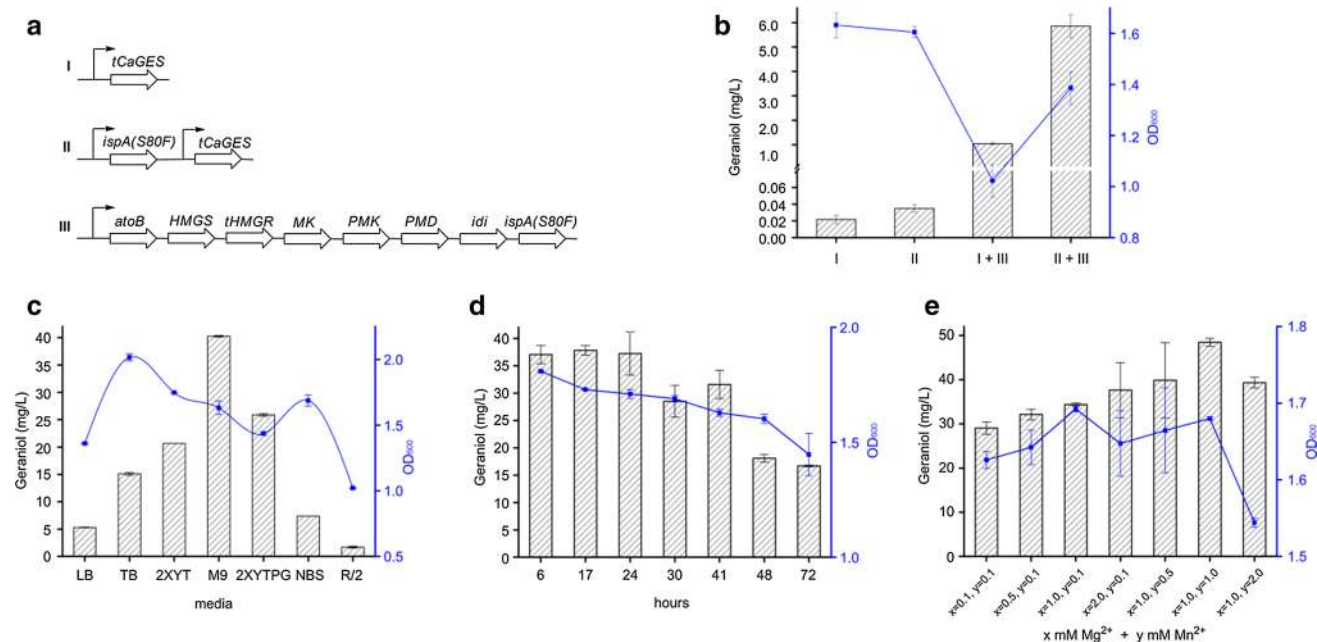 a
I
tCaGES
II
ispA(S80F) tCaGES
III
atoB HMGS tHMGR MK PMK PMD idi ispA(S80F)
b
Geraniol (mg/L)
6.0
5.0
4.0
3.0
2.0
1.0
0.06
0.04
0.02
0.00
I II I + III II + III
1.6
1.4
1.2
1.0
0.8
OD600
c
Geraniol (mg/L)
40
35
30
25
20
15
10
5
0
LB TB 2XYT M9 2XYTPG NBS R/2
media
2.0
1.5
1.0
0.5
OD600
d
Geraniol (mg/L)
40
35
30
25
20
15
10
5
0
6 17 24 30 41 48 72
hours
2.0
1.5
1.0
OD600
e
Geraniol (mg/L)
50
40
30
20
10
0
x=0.1, y=0.1
x=0.5, y=0.1
x=1.0, y=0.1
x=2.0, y=0.1
x=1.0, y=0.5
x=1.0, y=1.0
x=1.0, y=2.0
x mM Mg²⁺ + y mM Mn²⁺
1.8
1.7
1.6
1.5
OD600